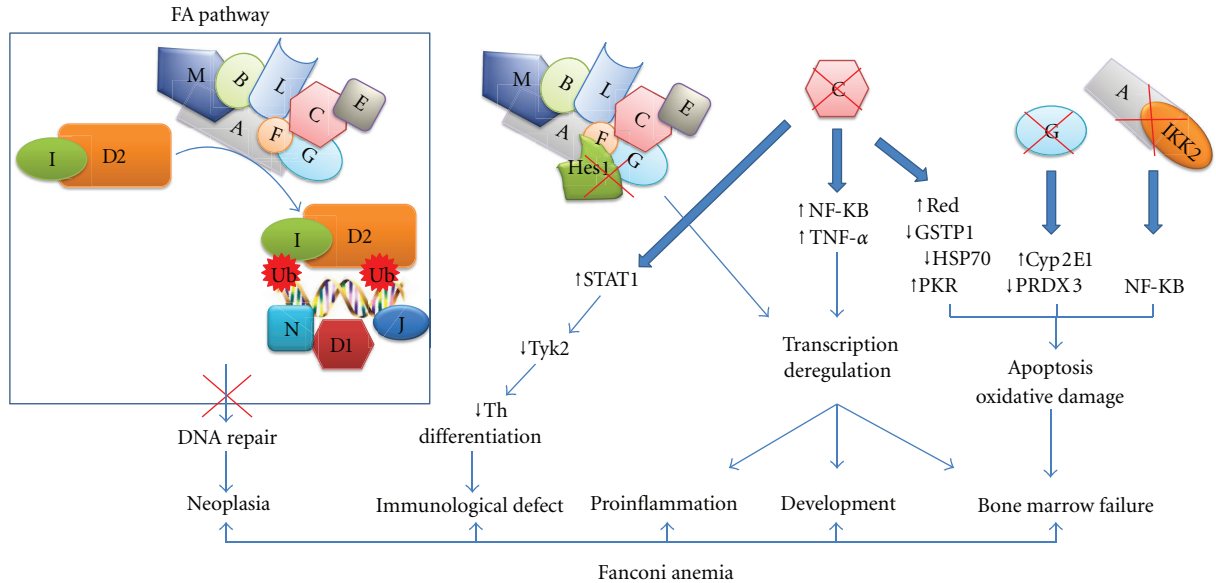 FA pathway
M
B
L
C
E
A
F
G
I
D2
I
D2
Ub
Ub
N
D1
J
DNA repair
Neoplasia
M
B
L
C
E
A
F
G
Hes1
C
G
A
IKK2
↑STAT1
↓Tyk2
↓Th
differentiation
Immunological defect
↑NF-KB
↑TNF-α
Transcription
deregulation
Proinflammation
Development
↑Red
↓GSTP1
↓HSP70
↑PKR
↑Cyp2E1
↓PRDX3
NF-KB
Apoptosis
oxidative damage
Bone marrow failure
Fanconi anemia